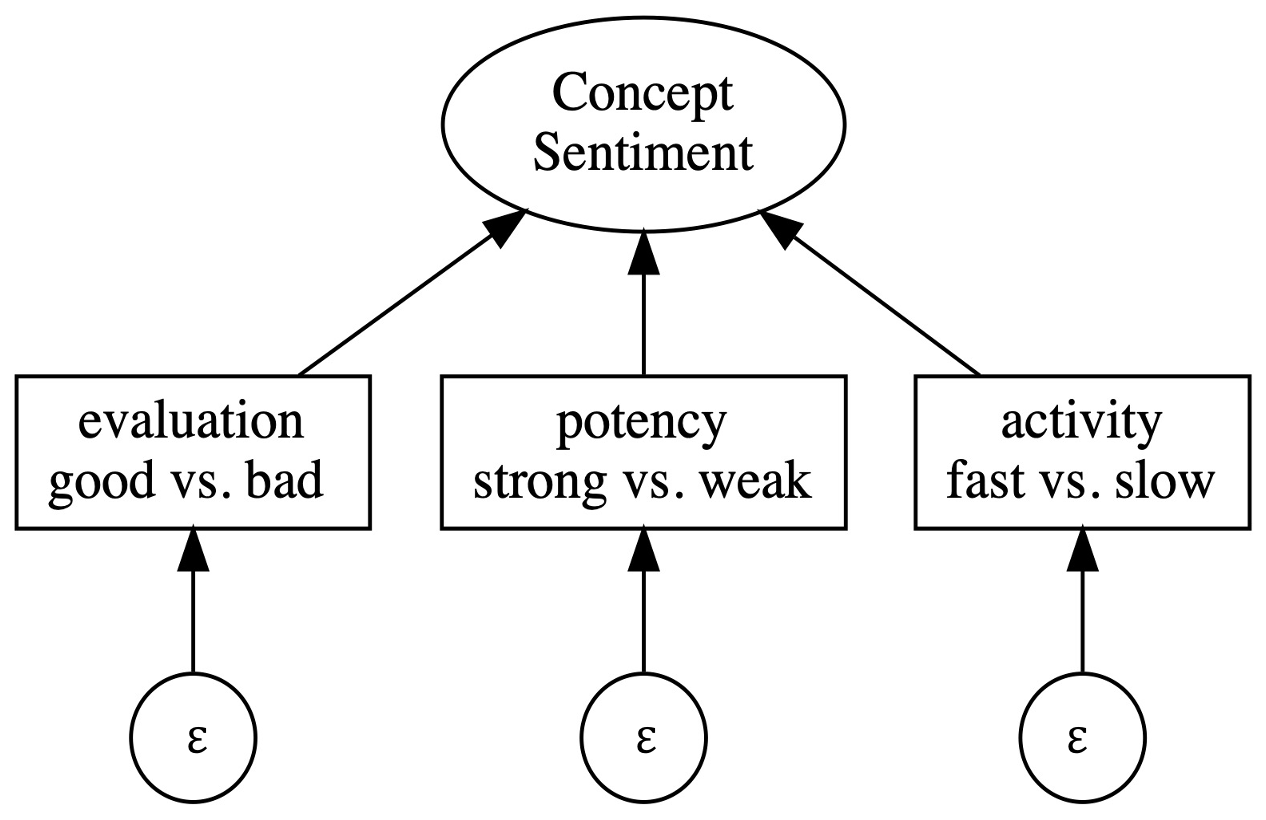 Concept
Sentiment
evaluation
good vs. bad
potency
strong vs. weak
activity
fast vs. slow
ε
ε
ε